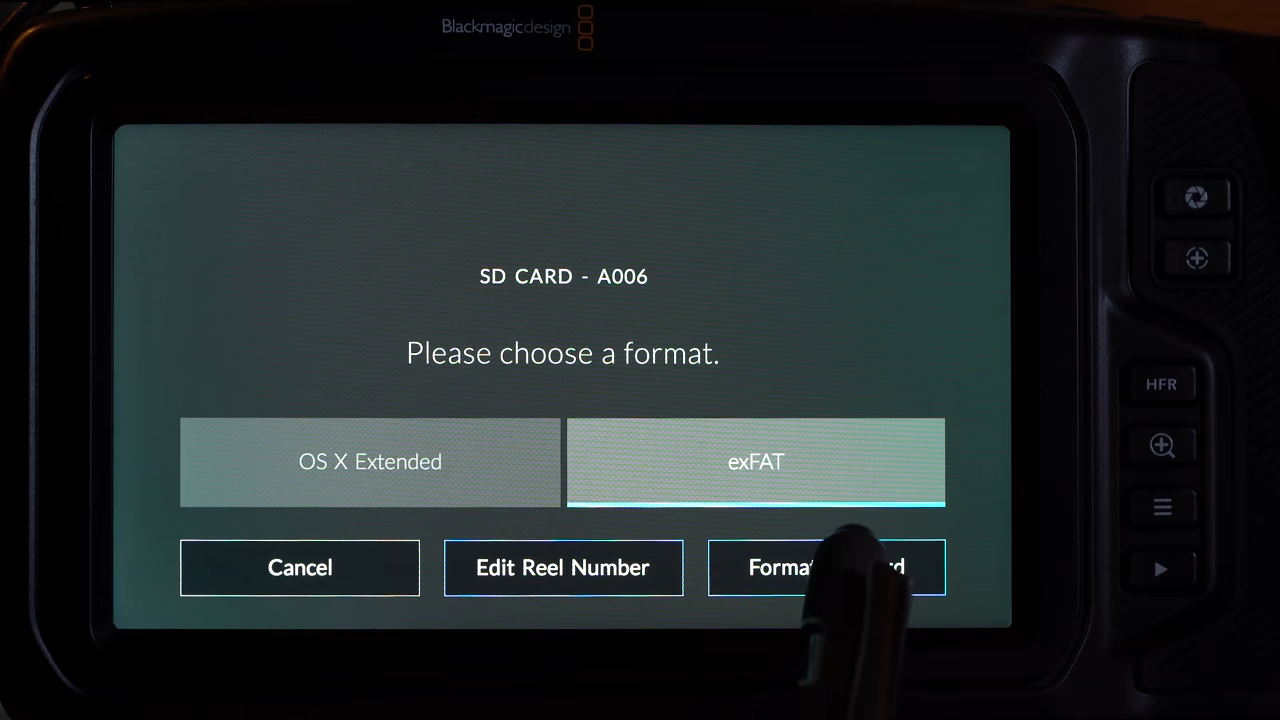 Blackmagicdesign
SD CARD - A006
Please choose a format.
OS X Extended
exFAT
Cancel
Edit Reel Number
HFR